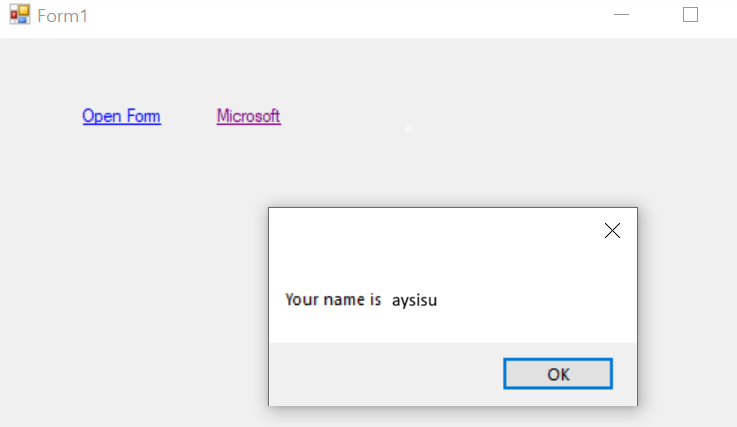 Form1
Open Form Microsoft
Your name is aysisu
OK